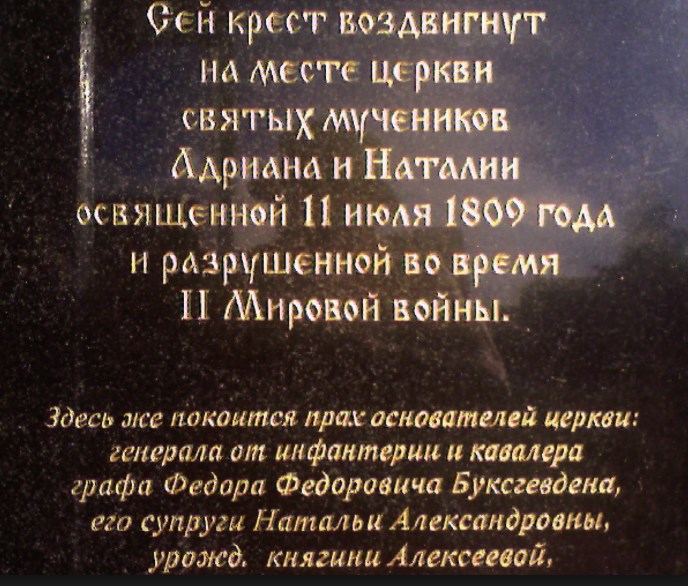 Сей крест воздвигнут
на месте церкви
святых мучеников
Адриана и Наталии
освященной 11 июля 1809 года
и разрушенной во время
II Мировой войны.
Здесь же покоится прах основателей церкви:
генерала от инфантерии и кавалера
графа Федора Федоровича Буксгевдена,
его супруги Натальи Александровны,
урожд. княгини Алексеевой,